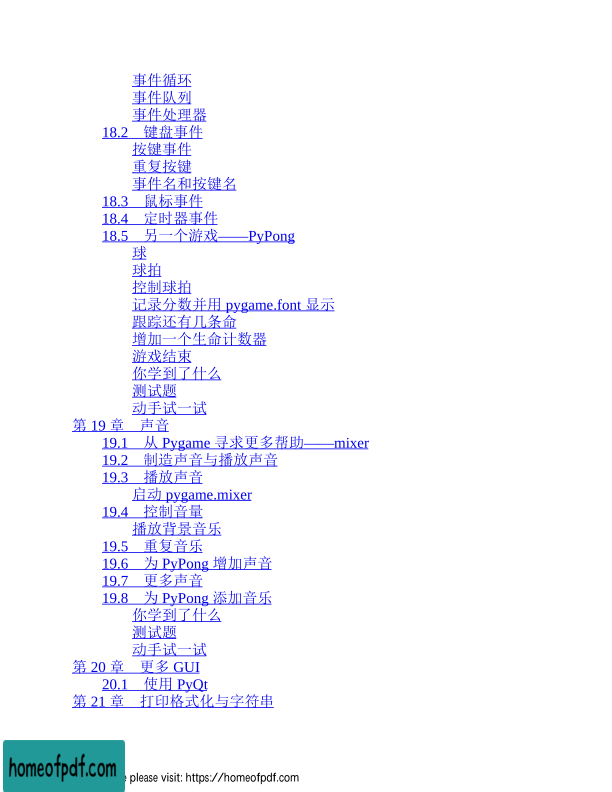 事件循环
事件队列
事件处理器
18.2 键盘事件
按键事件
重复按键
事件名和按键名
18.3 鼠标事件
18.4 定时器事件
18.5 另一个游戏——PyPong
球
球拍
控制球拍
记录分数并用 pygame.font 显示
跟踪还有几条命
增加一个生命计数器
游戏结束
你学到了什么
测试题
动手试一试
第 19 章 声音
19.1 从 Pygame 寻求更多帮助——mixer
19.2 制造声音与播放声音
19.3 播放声音
启动 pygame.mixer
19.4 控制音量
播放背景音乐
19.5 重复音乐
19.6 为 PyPong 增加声音
19.7 更多声音
19.8 为 PyPong 添加音乐
你学到了什么
测试题
动手试一试
第 20 章 更多 GUI
20.1 使用 PyQt
第 21 章 打印格式化与字符串
homeofpdf.com
please visit: https://homeofpdf.com